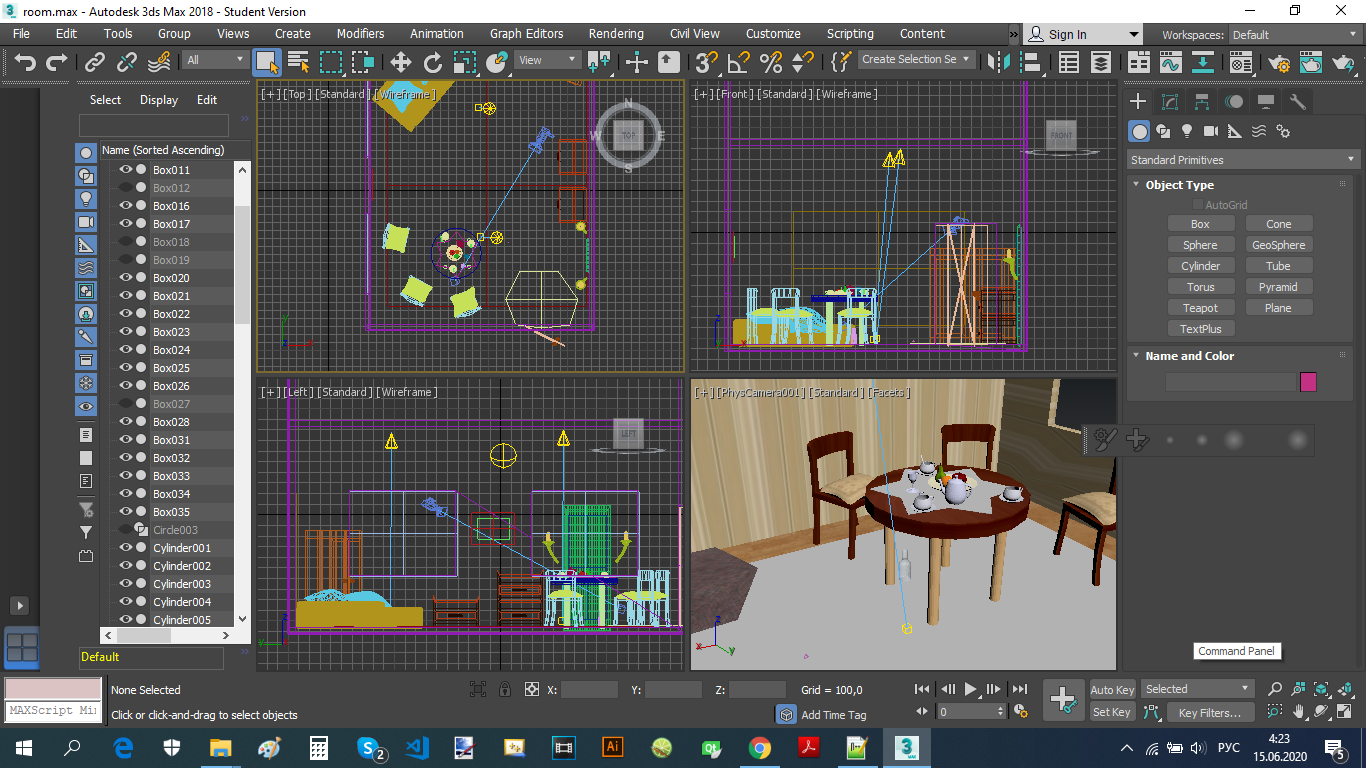 room.max - Autodesk 3ds Max 2018 - Student Version
File Edit Tools Group Views Create Modifiers Animation Graph Editors Rendering Civil View Customize Scripting Content » Sign In Workspaces: Default
All View Create Selection Se
Select Display Edit
Name (Sorted Ascending)
Box011
Box012
Box016
Box017
Box018
Box019
Box020
Box021
Box022
Box023
Box024
Box025
Box026
Box027
Box028
Box031
Box032
Box033
Box034
Box035
Circle003
Cylinder001
Cylinder002
Cylinder003
Cylinder004
Cylinder005
Default
[+] [Top] [Standard] [Wireframe]
N
W TOP E
S
[+] [Front] [Standard] [Wireframe]
FRONT
[+] [Left] [Standard] [Wireframe]
LEFT
[+] [PhysCamera001] [Standard] [Facets]
Standard Primitives
Object Type
AutoGrid
Box Cone
Sphere GeoSphere
Cylinder Tube
Torus Pyramid
Teapot Plane
TextPlus
Name and Color
Command Panel
MAXScript Mi
None Selected
Click or click-and-drag to select objects
X: Y: Z: Grid = 100,0
Add Time Tag
0
Auto Key Selected
Set Key Key Filters...
2
РУС
4:23
15.06.2020
5